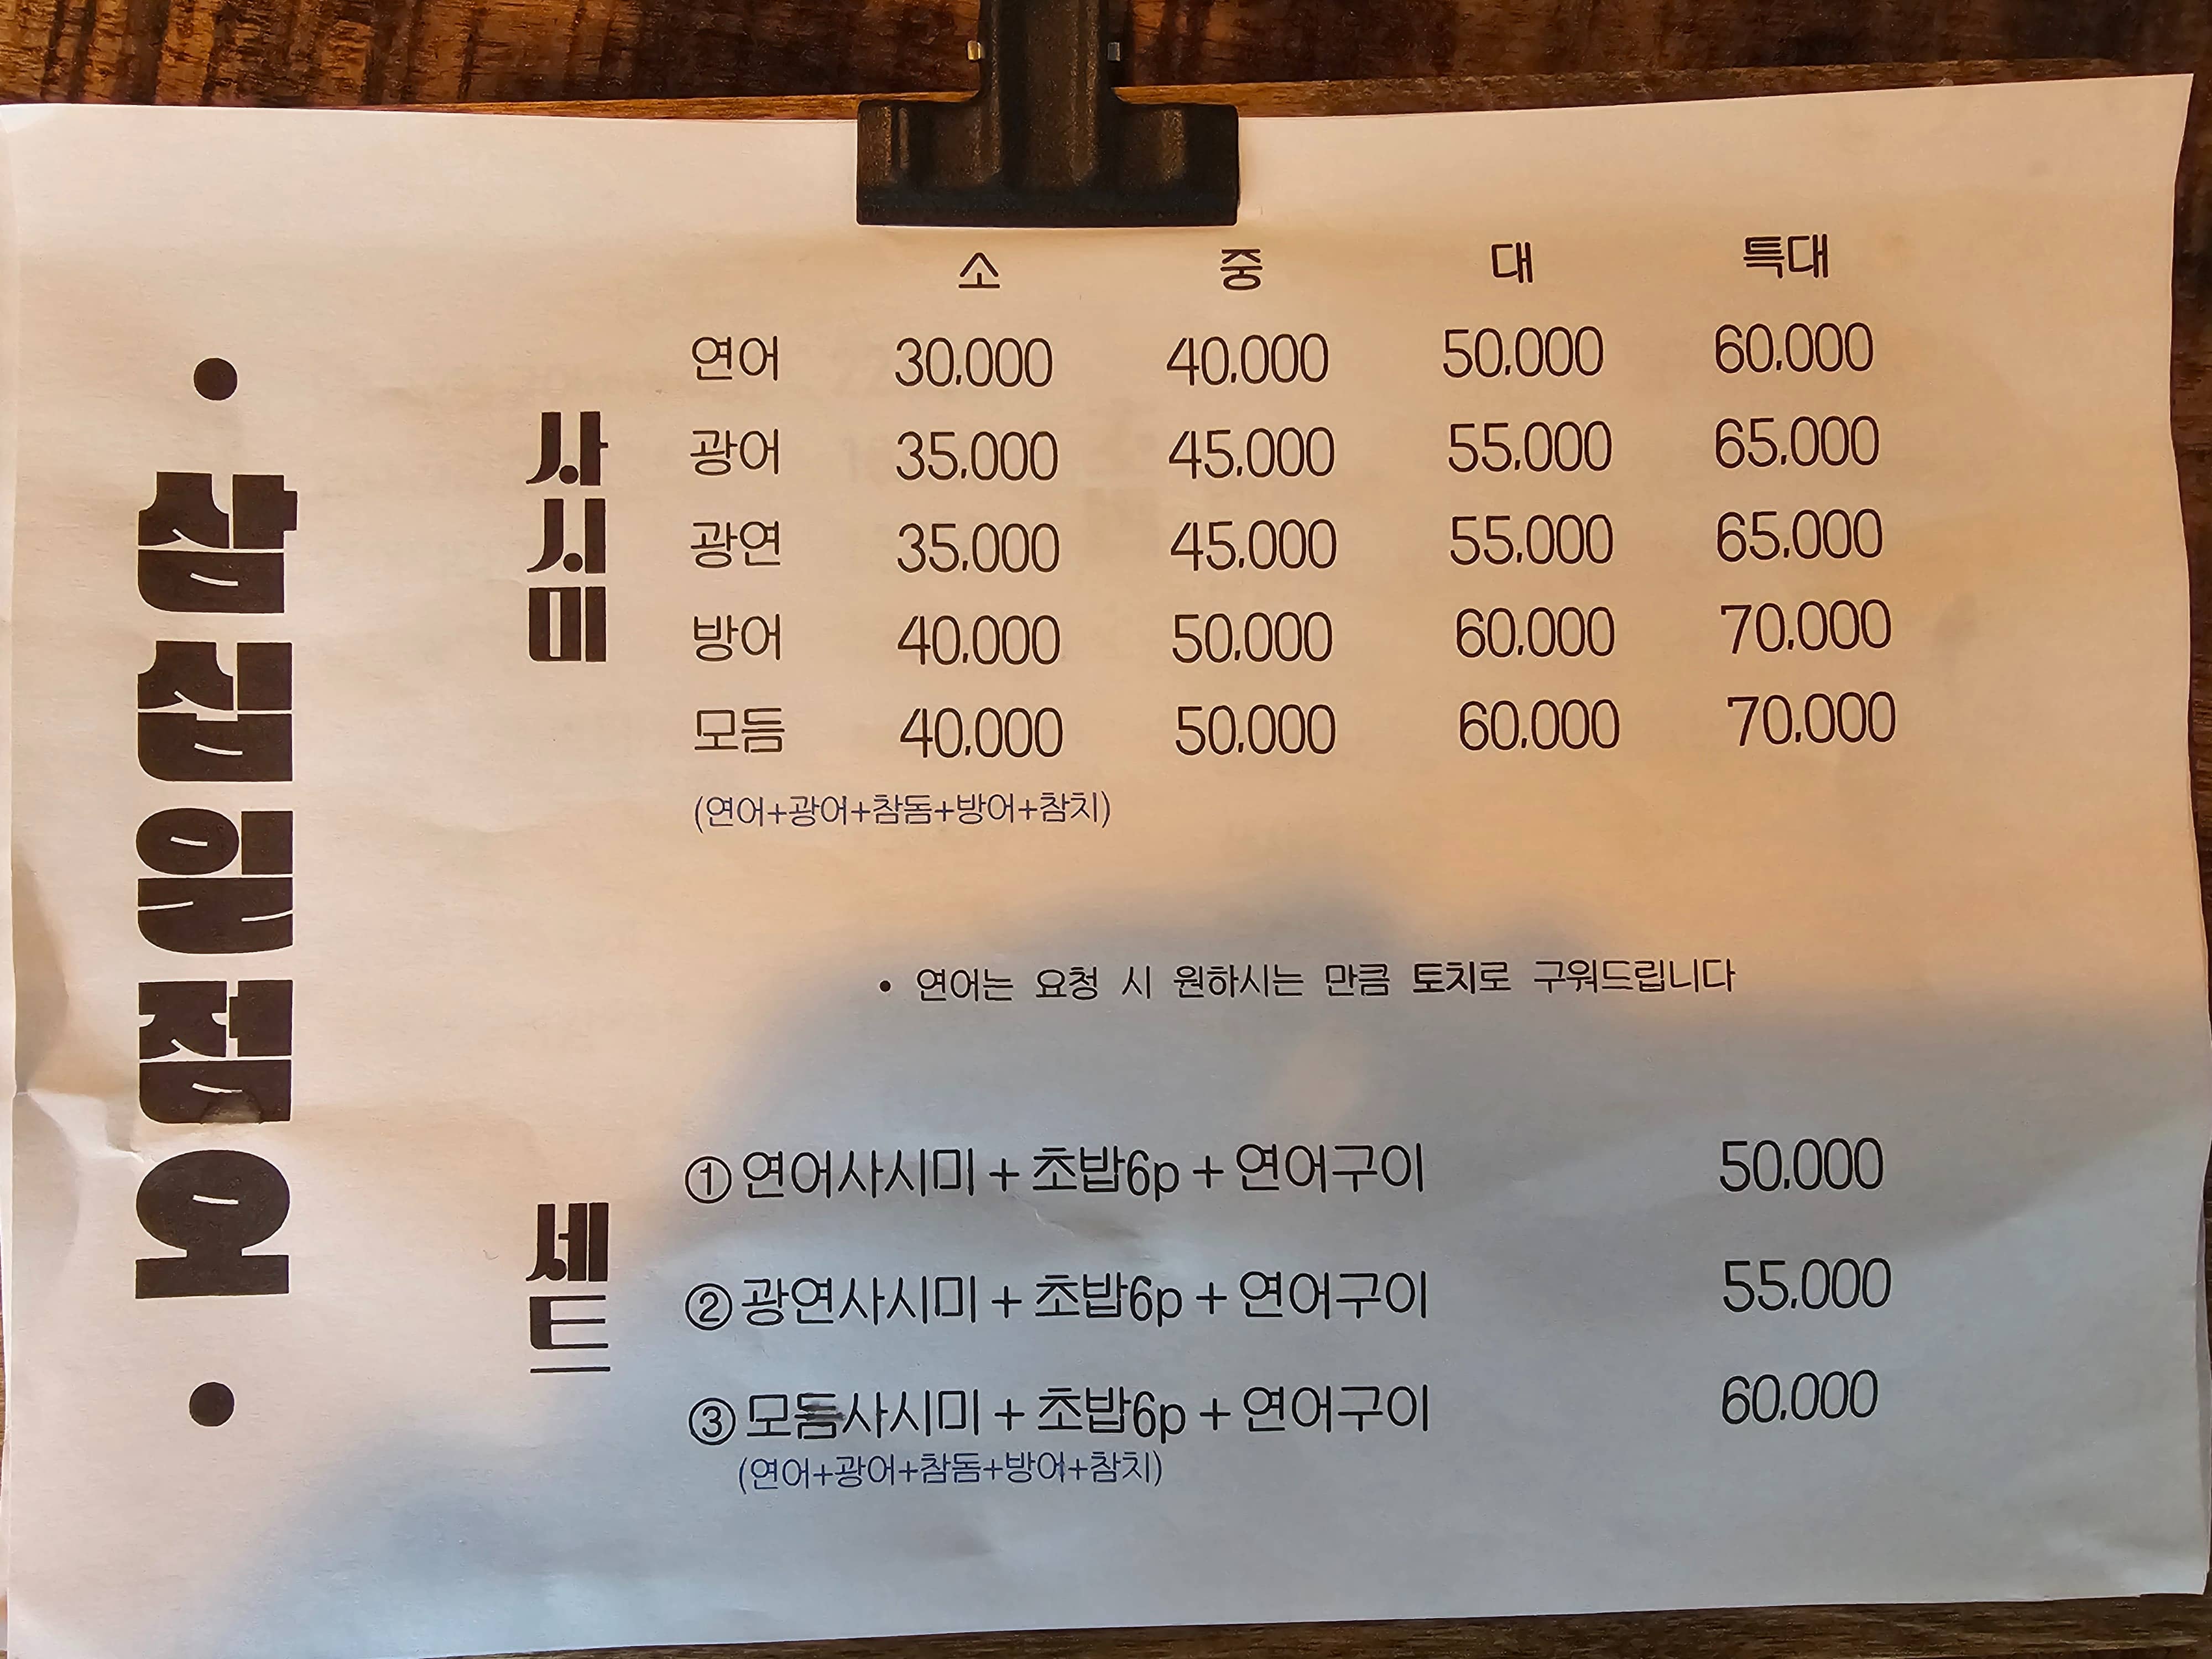 • 삼십일점오 •
사시미
소 중 대 특대
연어 30,000 40,000 50,000 60,000
광어 35,000 45,000 55,000 65,000
광연 35,000 45,000 55,000 65,000
방어 40,000 50,000 60,000 70,000
모듬 40,000 50,000 60,000 70,000
(연어+광어+참돔+방어+참치)
• 연어는 요청 시 원하시는 만큼 토치로 구워드립니다
세트
① 연어사시미 + 초밥6p + 연어구이 50,000
② 광연사시미 + 초밥6p + 연어구이 55,000
③ 모듬사시미 + 초밥6p + 연어구이 60,000
(연어+광어+참돔+방어+참치)